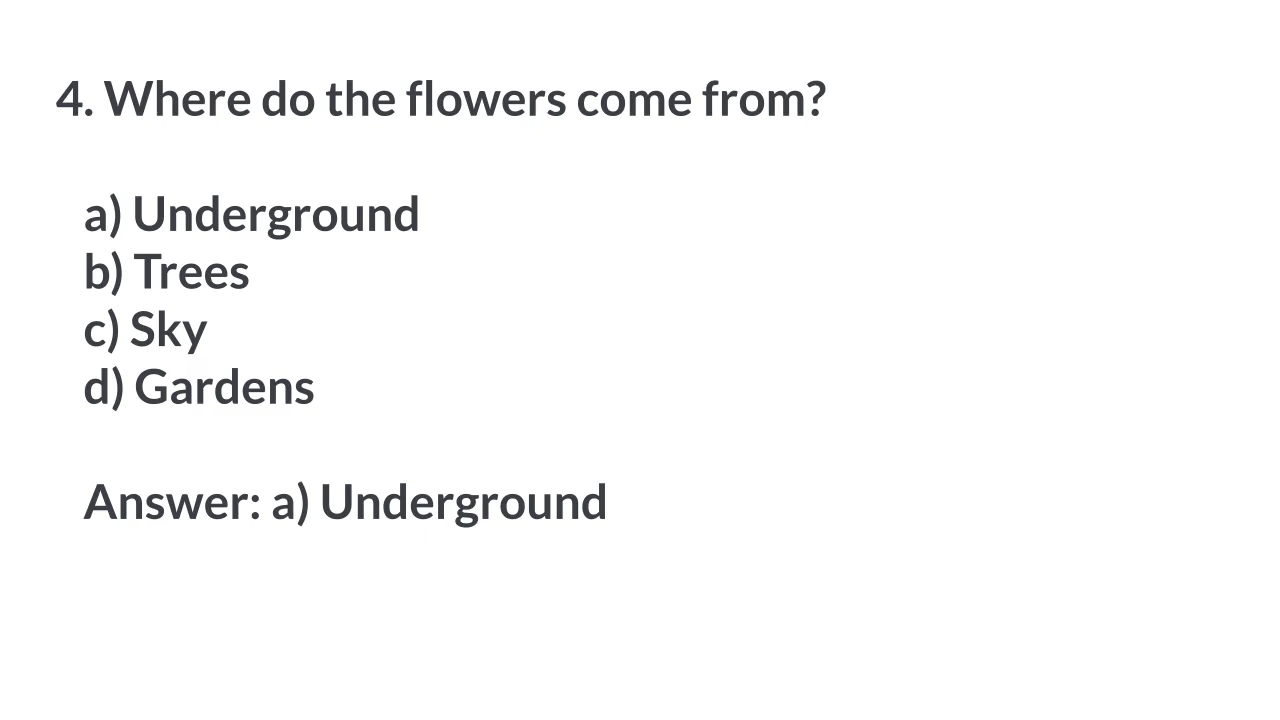 4. Where do the flowers come from?
a) Underground
b) Trees
c) Sky
d) Gardens
Answer: a) Underground